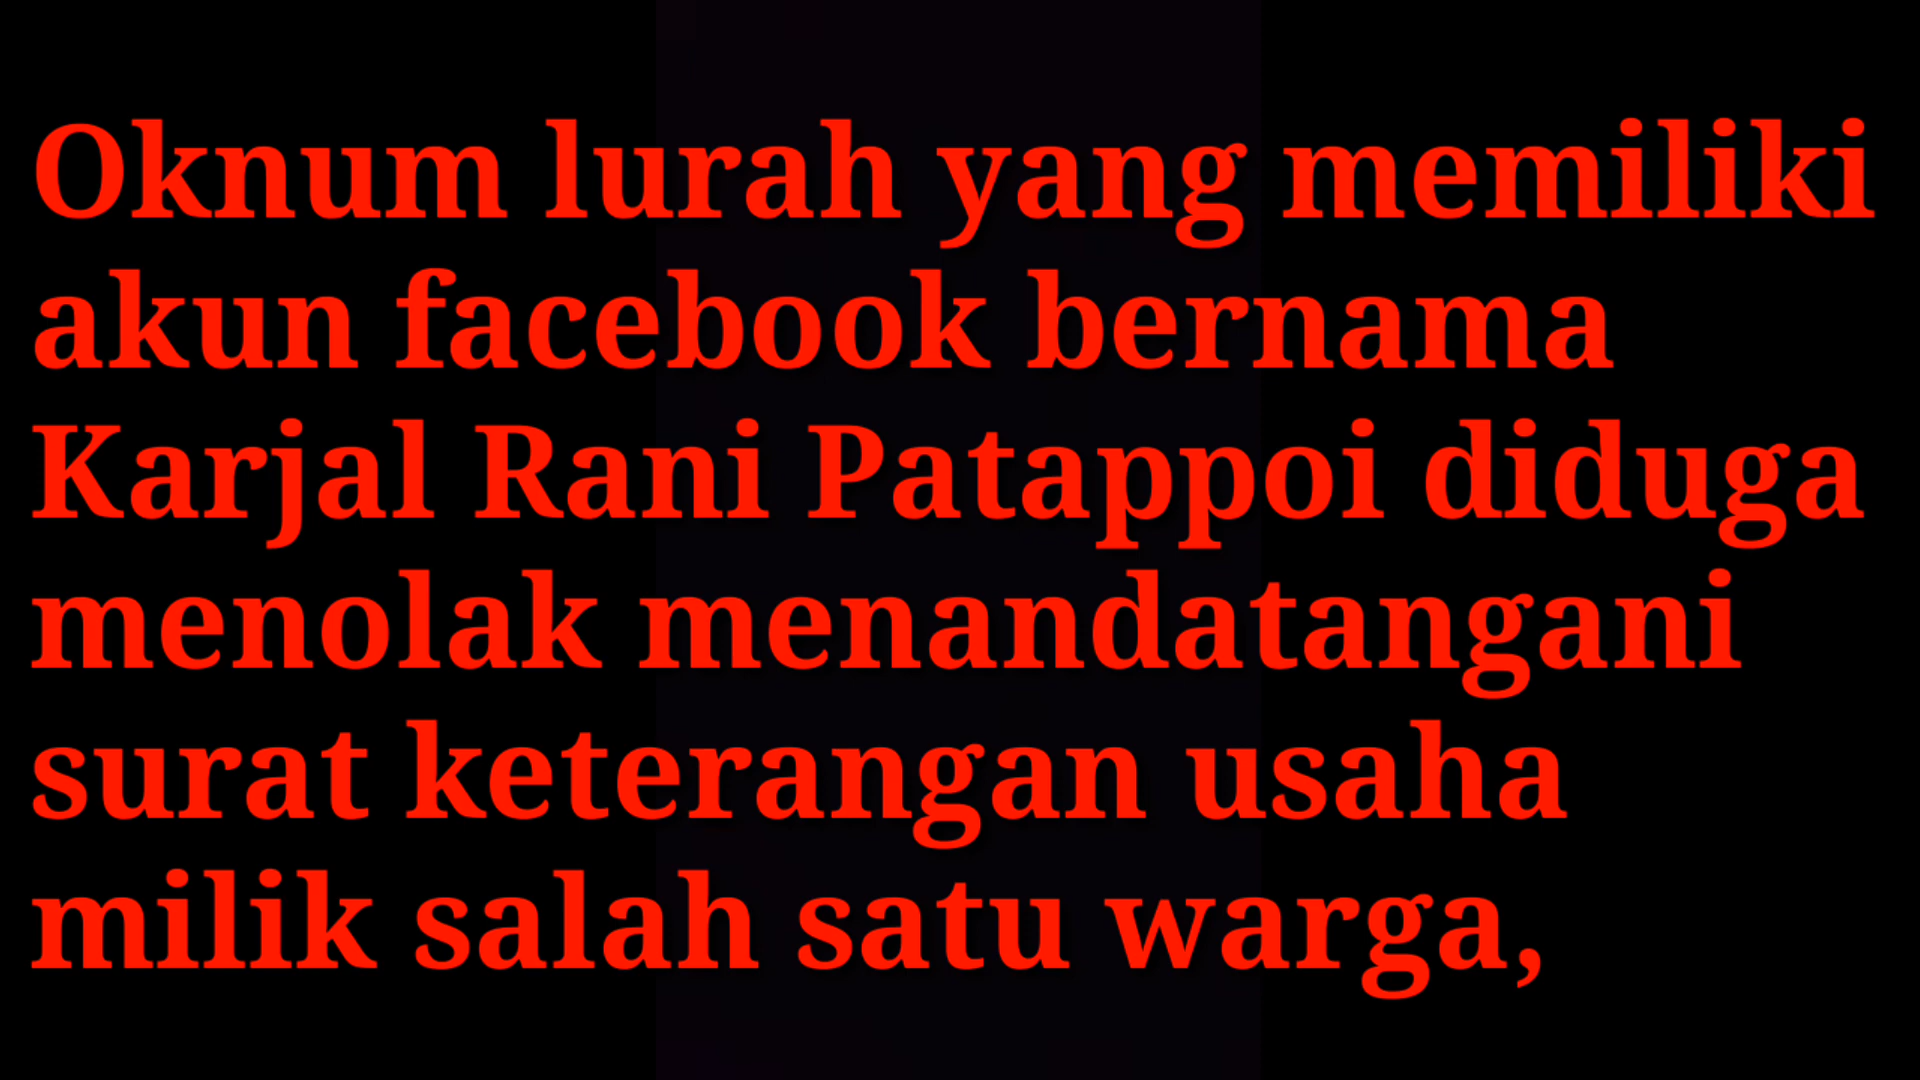 Oknum lurah yang memiliki
akun facebook bernama
Karjal Rani Patappoi diduga
menolak menandatangani
surat keterangan usaha
milik salah satu warga,